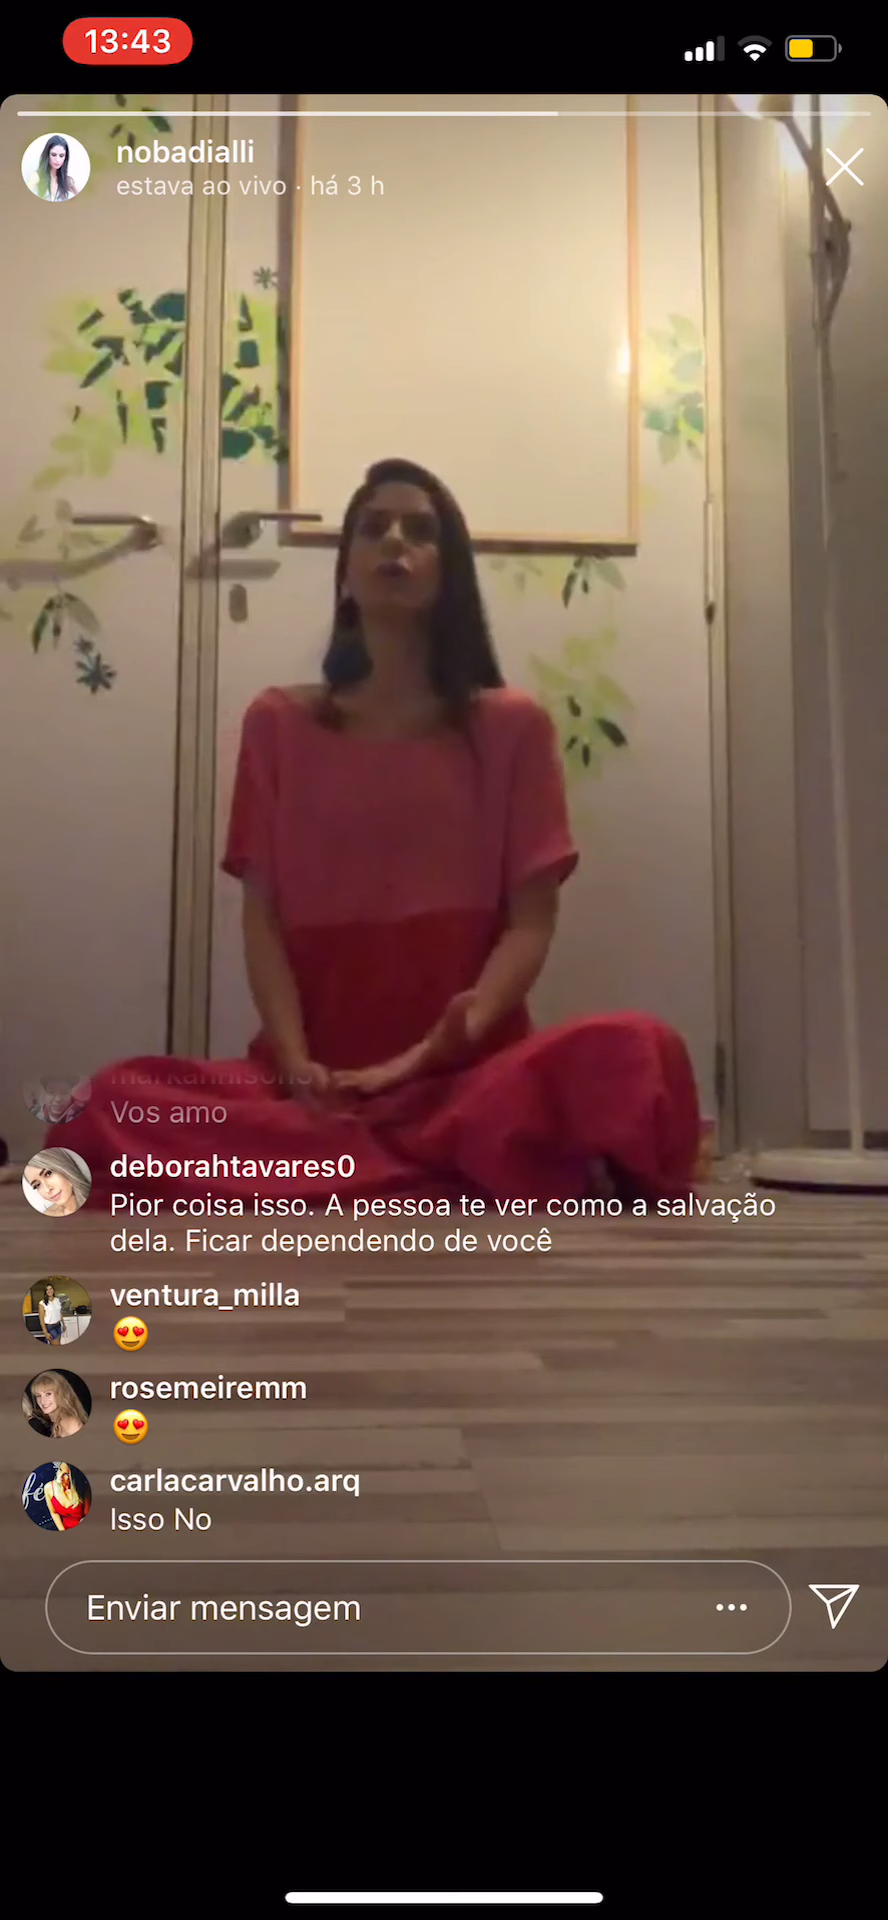 13:43
nobadialli
estava ao vivo · há 3 h
Vos amo
deborahtavares0
Pior coisa isso. A pessoa te ver como a salvação
dela. Ficar dependendo de você
ventura_milla
rosemeiremm
carlacarvalho.arq
Isso No
Enviar mensagem